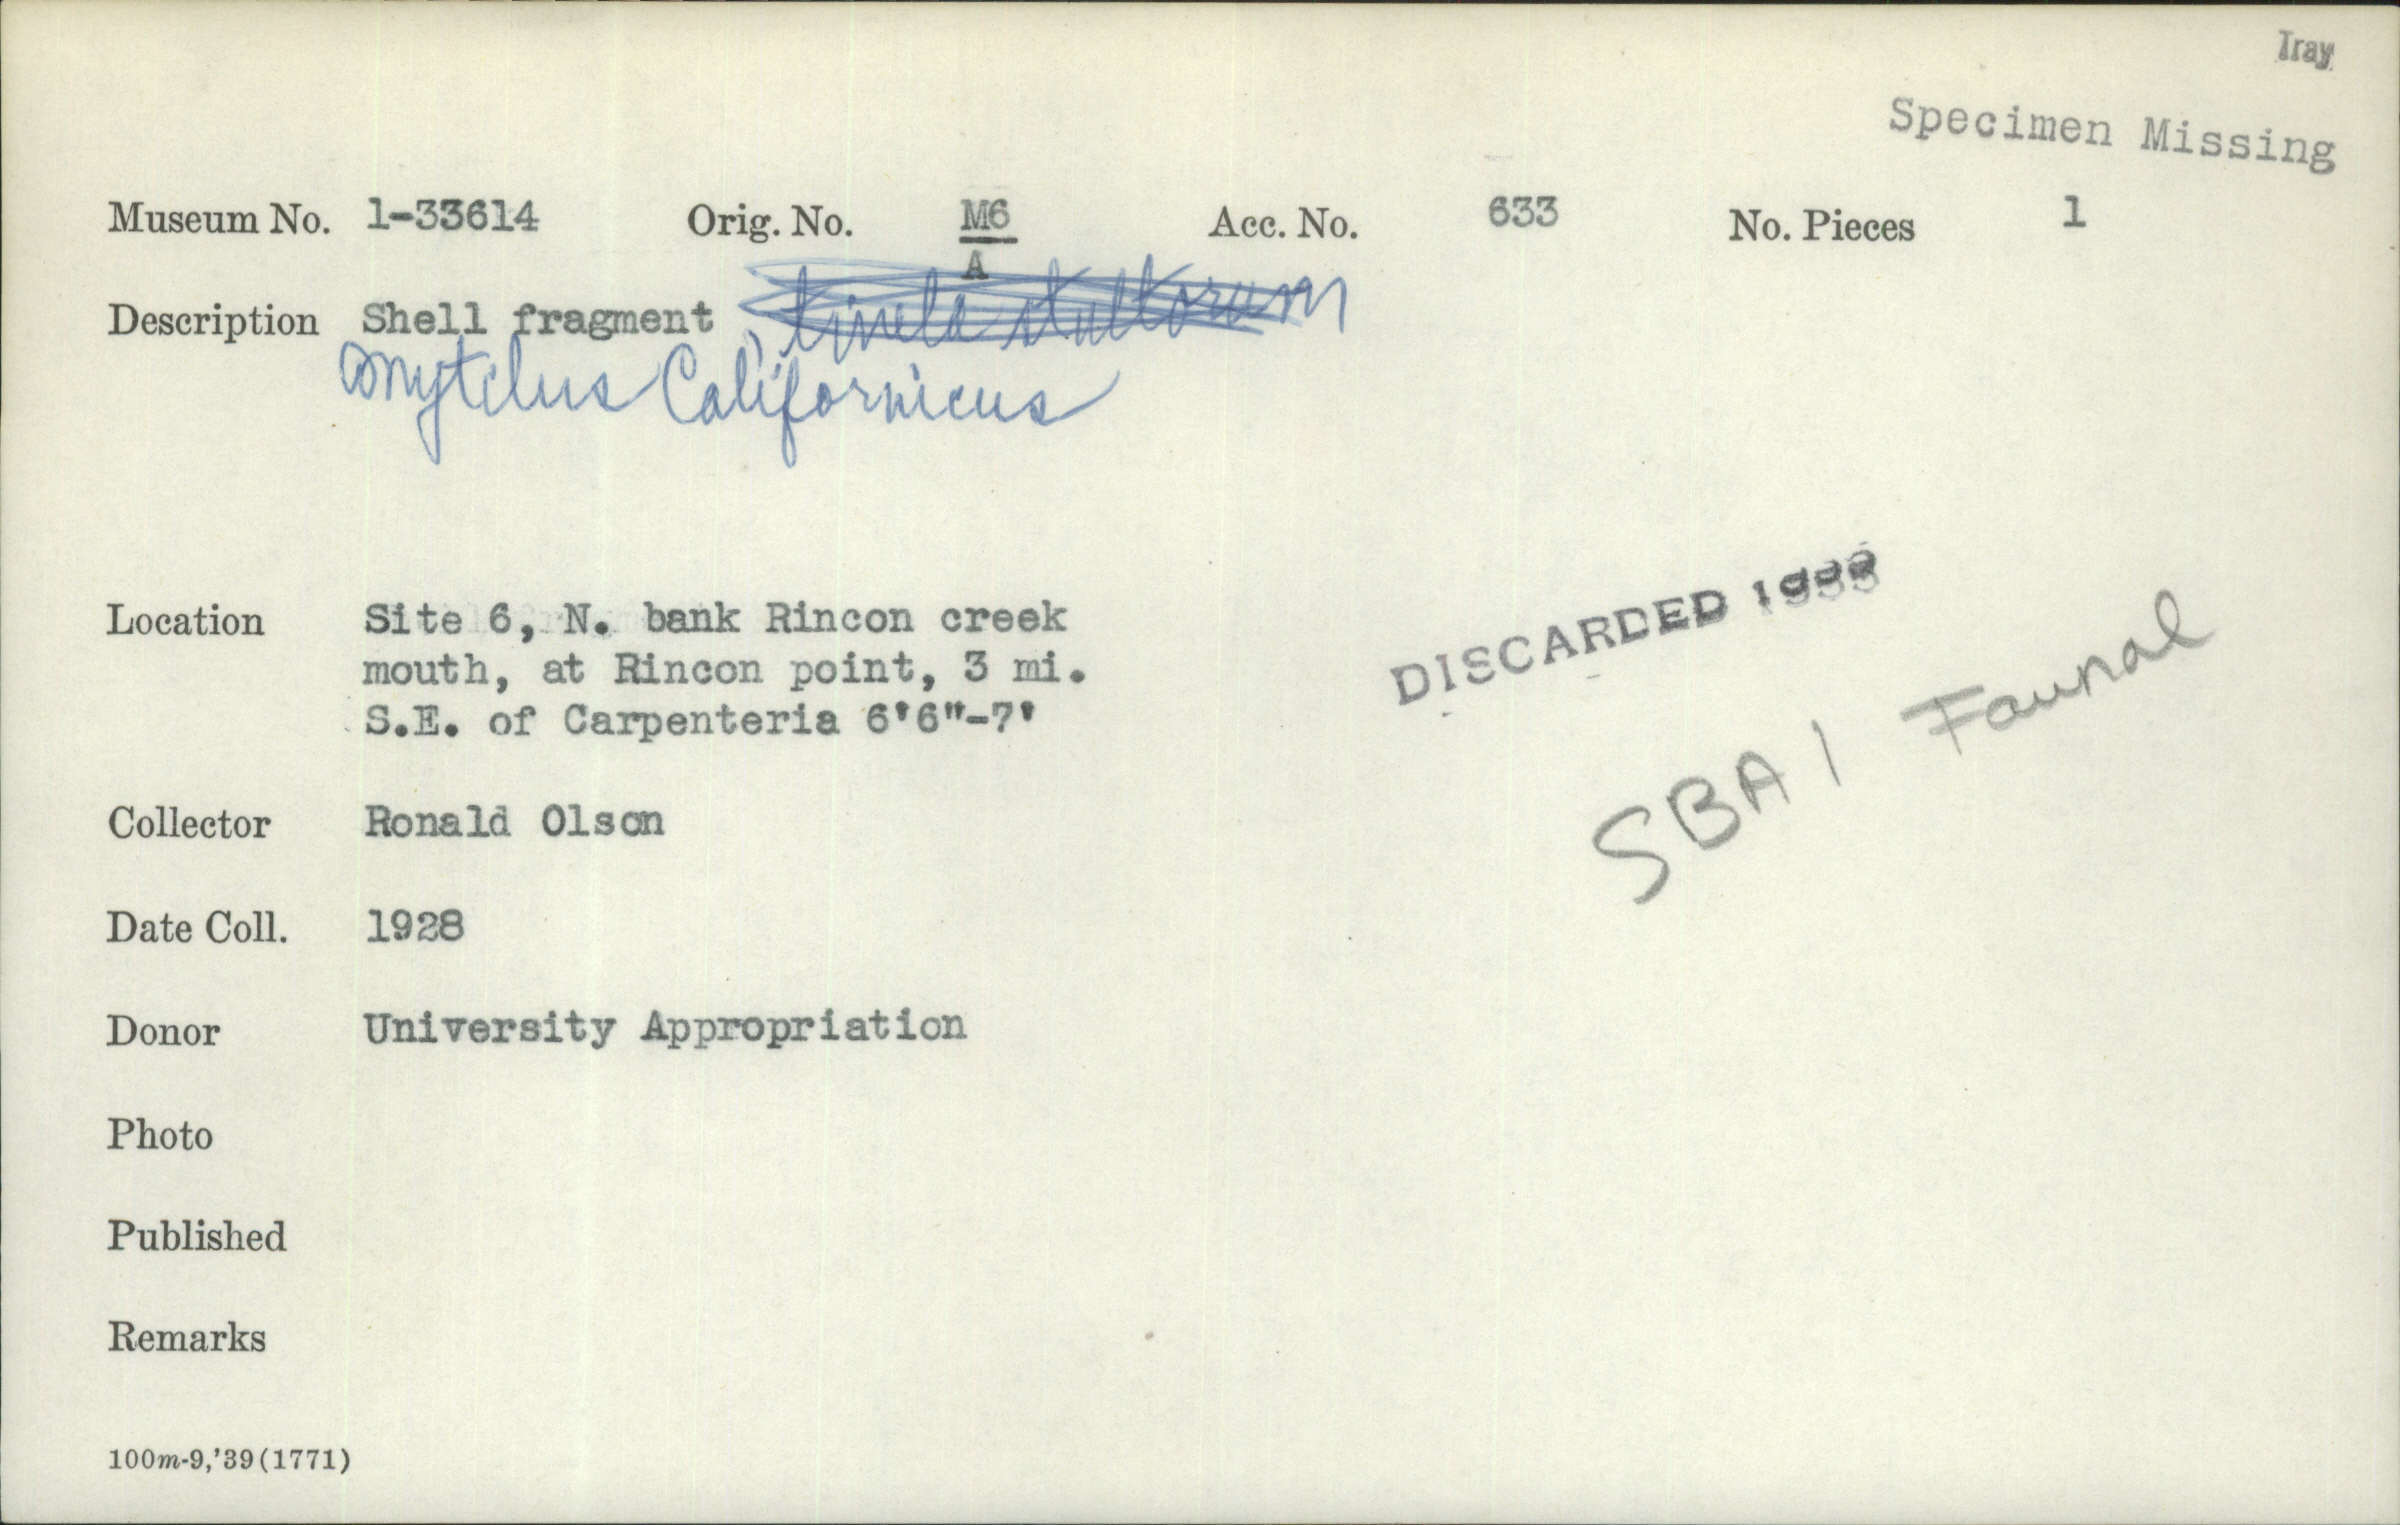 Tray
Specimen Missing
Museum No. 1-33614 Orig. No. M6 Acc. No. 633 No. Pieces 1
A
Description Shell fragment, tivela stultorum
Mytilus Californicus
Location Site 6, N. bank Rincon creek
mouth, at Rincon point, 3 mi.
S.E. of Carpenteria 6'6"-7'
DISCARDED
SBA 1 Faunal
Collector Ronald Olson
Date Coll. 1928
Donor University Appropriation
Photo
Published
Remarks
100m-9,'39(1771)